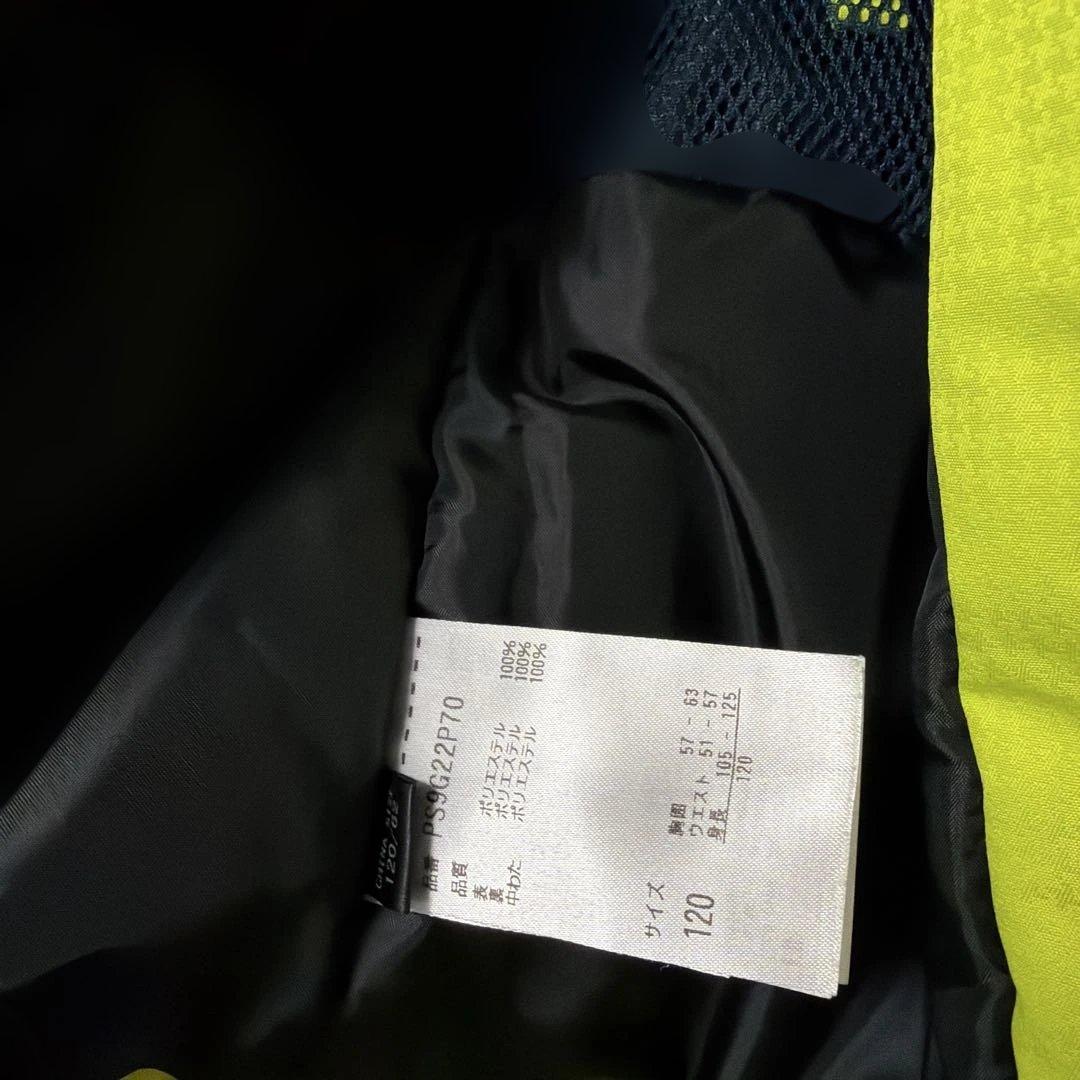 品番 PS9G22P70
品質
表 ポリエステル 100%
裏 ポリエステル 100%
中わた ポリエステル 100%
サイズ
120
胸囲 57 - 63
ウエスト 51 - 57
身長 105 - 125
120
120/62